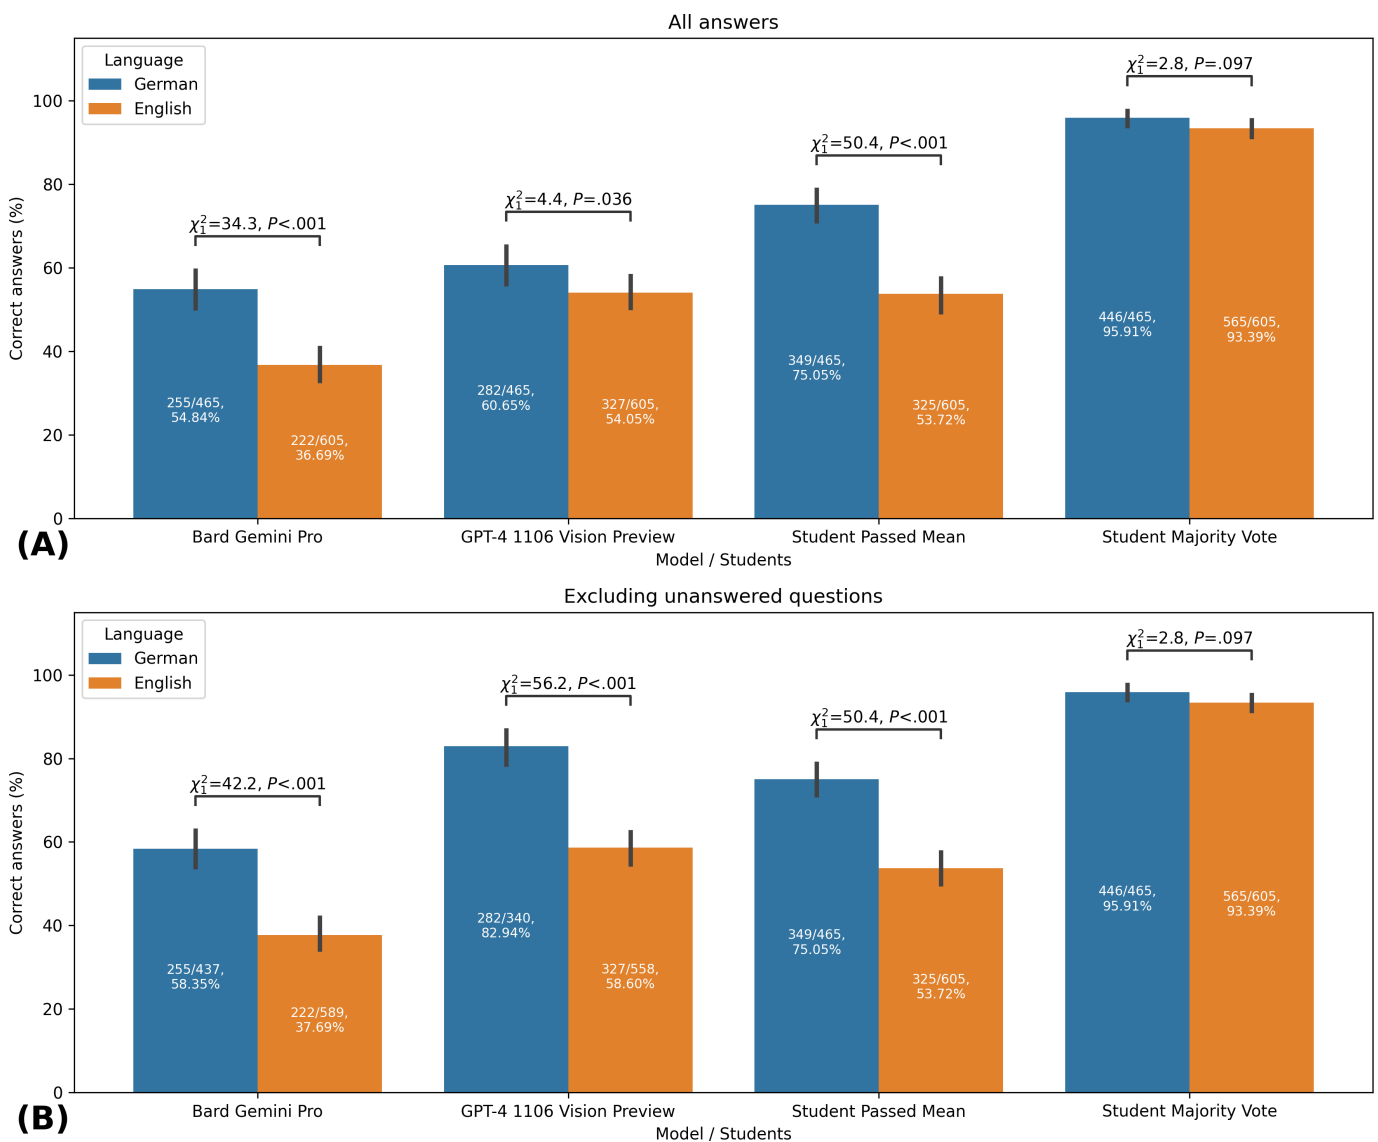 All answers
Language
German
English
χ²₁=34.3, P<.001
χ²₁=4.4, P=.036
χ²₁=50.4, P<.001
χ²₁=2.8, P=.097
Correct answers (%)
100
80
60
40
20
0
255/465,
54.84%
222/605,
36.69%
282/465,
60.65%
327/605,
54.05%
349/465,
75.05%
325/605,
53.72%
446/465,
95.91%
565/605,
93.39%
Bard Gemini Pro
GPT-4 1106 Vision Preview
Student Passed Mean
Student Majority Vote
Model / Students
(A)
Excluding unanswered questions
Language
German
English
χ²₁=42.2, P<.001
χ²₁=56.2, P<.001
χ²₁=50.4, P<.001
χ²₁=2.8, P=.097
Correct answers (%)
100
80
60
40
20
0
255/437,
58.35%
222/589,
37.69%
282/340,
82.94%
327/558,
58.60%
349/465,
75.05%
325/605,
53.72%
446/465,
95.91%
565/605,
93.39%
Bard Gemini Pro
GPT-4 1106 Vision Preview
Student Passed Mean
Student Majority Vote
Model / Students
(B)